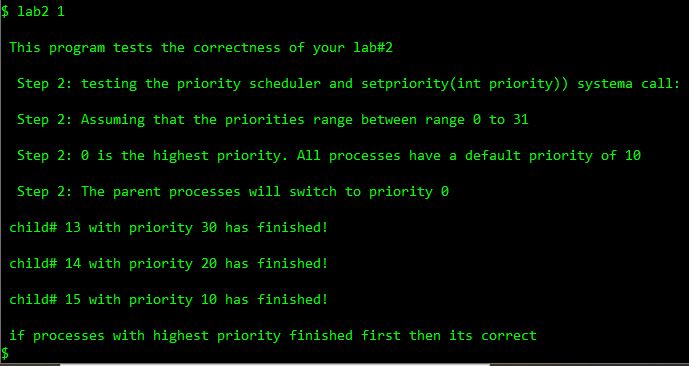 $ lab2 1
This program tests the correctness of your lab#2
Step 2: testing the priority scheduler and setpriority(int priority)) systema call:
Step 2: Assuming that the priorities range between range 0 to 31
Step 2: 0 is the highest priority. All processes have a default priority of 10
Step 2: The parent processes will switch to priority 0
child# 13 with priority 30 has finished!
child# 14 with priority 20 has finished!
child# 15 with priority 10 has finished!
if processes with highest priority finished first then its correct
$